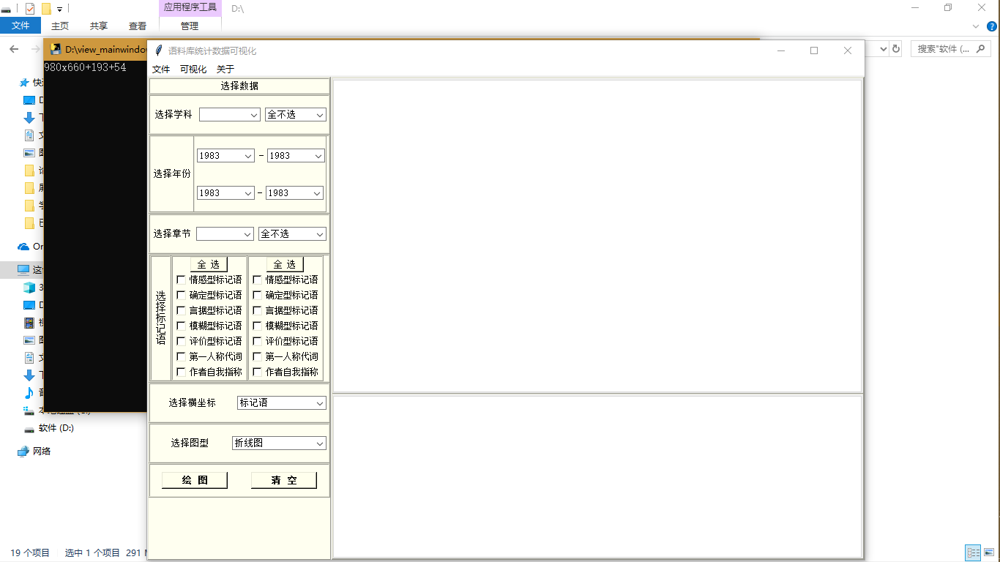 应用程序工具
D:\
文件
主页
共享
查看
管理
搜索"软件 (...
D:\view_mainwindow
980x660+193+54
语料库统计数据可视化
文件
可视化
关于
选择数据
选择学科
全不选
选择年份
1983
-
1983
1983
-
1983
选择章节
全不选
选择标记语
全 选
全 选
情感型标记语
情感型标记语
确定型标记语
确定型标记语
言据型标记语
言据型标记语
模糊型标记语
模糊型标记语
评价型标记语
评价型标记语
第一人称代词
第一人称代词
作者自我指称
作者自我指称
选择横坐标
标记语
选择图型
折线图
绘 图
清 空
软件 (D:)
网络
19 个项目
选中 1 个项目
291